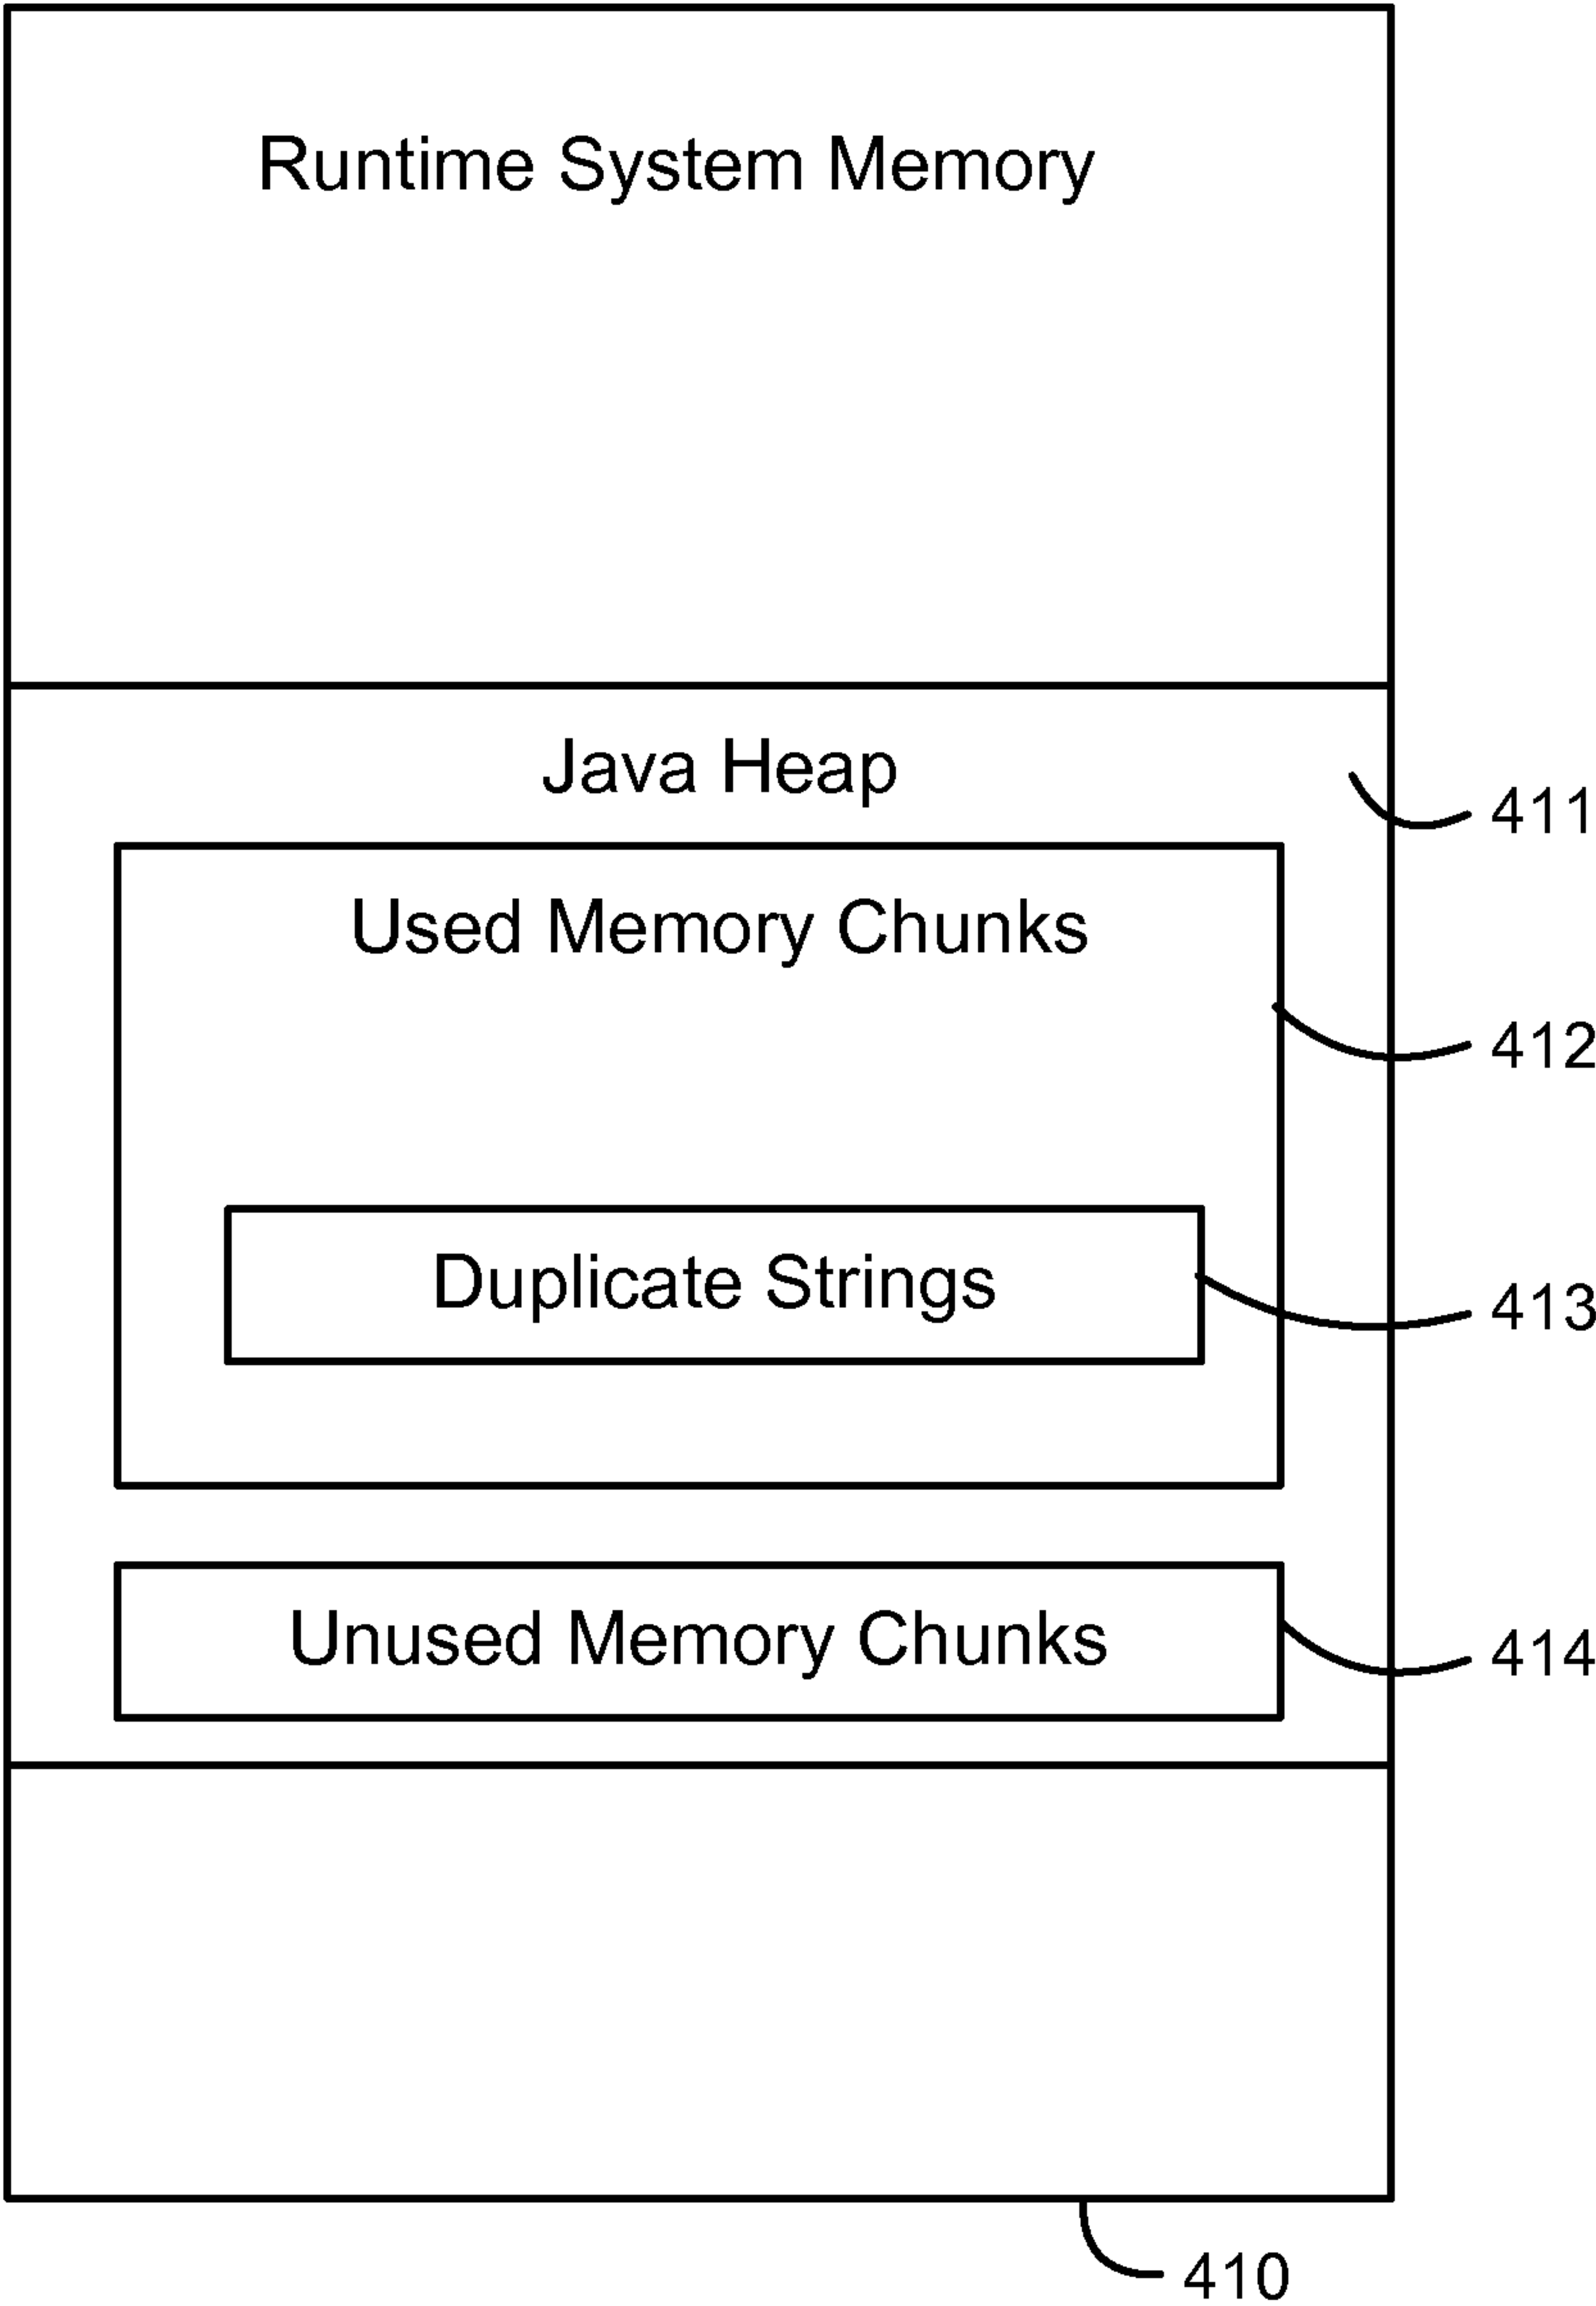 Runtime System Memory
Java Heap
411
Used Memory Chunks
412
Duplicate Strings
413
Unused Memory Chunks
414
410